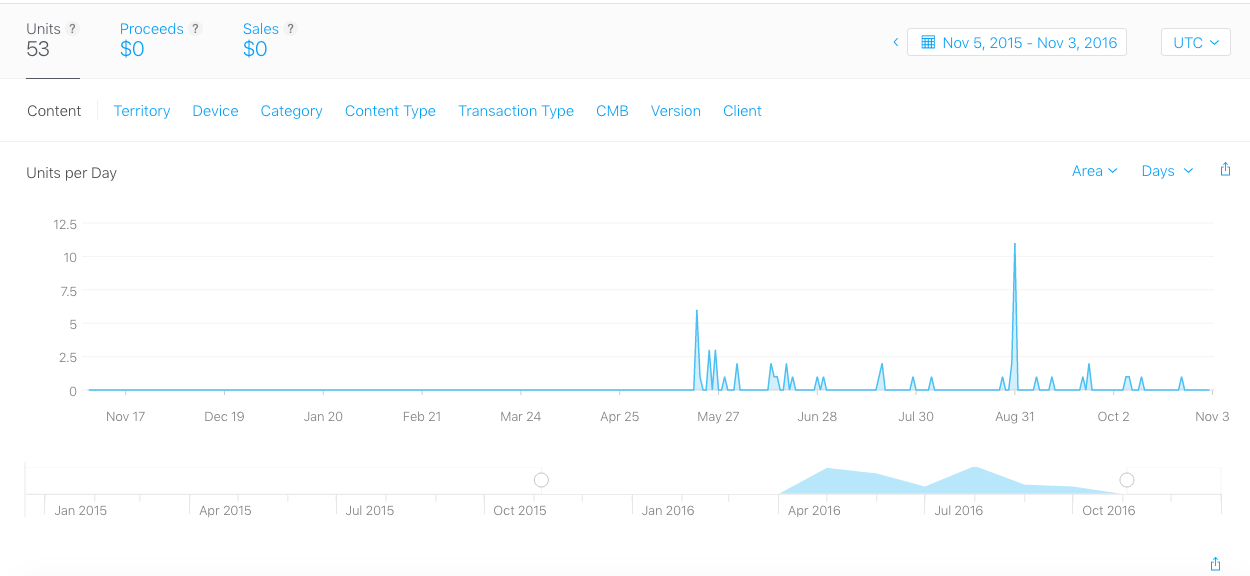 Units ? Proceeds ? Sales ?
53 $0 $0
Nov 5, 2015 - Nov 3, 2016 UTC
Content Territory Device Category Content Type Transaction Type CMB Version Client
Units per Day Area Days
12.5
10
7.5
5
2.5
0
Nov 17 Dec 19 Jan 20 Feb 21 Mar 24 Apr 25 May 27 Jun 28 Jul 30 Aug 31 Oct 2 Nov 3
Jan 2015 Apr 2015 Jul 2015 Oct 2015 Jan 2016 Apr 2016 Jul 2016 Oct 2016